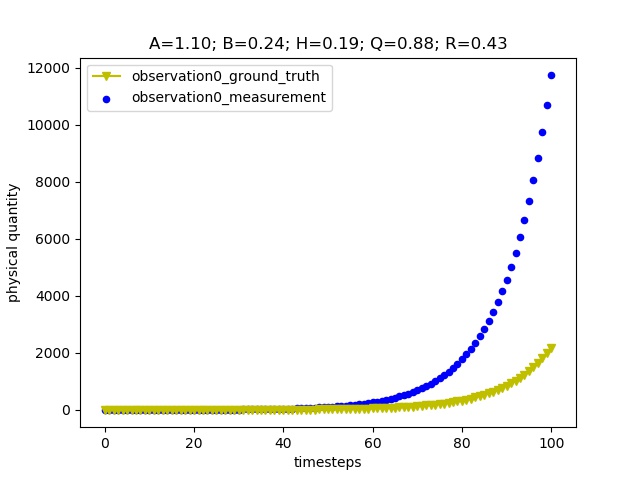 A=1.10; B=0.24; H=0.19; Q=0.88; R=0.43
observation0_ground_truth
observation0_measurement
12000
10000
8000
6000
4000
2000
0
physical quantity
0 20 40 60 80 100
timesteps